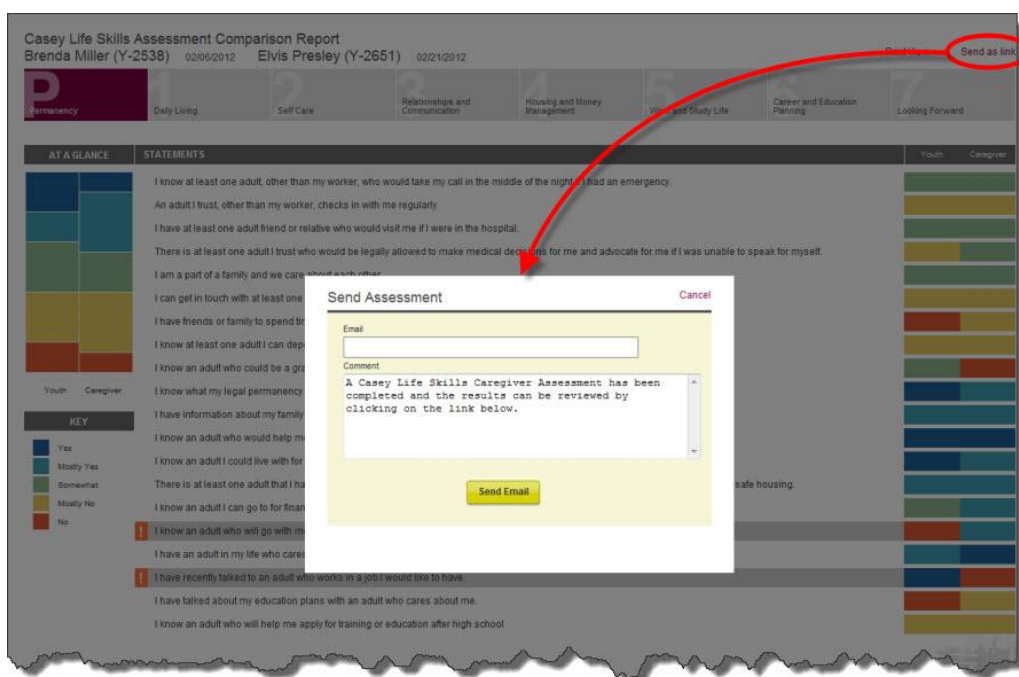 Casey Life Skills Assessment Comparison Report
Brenda Miller (Y-2538) 02/06/2012 Elvis Presley (Y-2651) 02/21/2012
Send as link
P 1 2 3 4 5 6 7
Permanency
Daily Living
Self Care
Relationships and
Communication
Housing and Money
Management
Work and Study Life
Career and Education
Planning
Looking Forward
AT A GLANCE
STATEMENTS
Youth Caregiver
I know at least one adult, other than my worker, who would take my call in the middle of the night if I had an emergency.
An adult I trust, other than my worker, checks in with me regularly.
I have at least one adult friend or relative who would visit me if I were in the hospital.
There is at least one adult I trust who would be legally allowed to make medical decisions for me and advocate for me if I was unable to speak for myself.
I am a part of a family and we care about each other.
I can get in touch with at least one
I have friends or family to spend
I know at least one adult I can
I know an adult who could be a
I know what my legal permanency
I have information about my family
I know an adult who would help
I know an adult I could live with for
There is at least one adult that I safe housing.
I know an adult I can go to for
! I know an adult who will go with
I have an adult in my life who
! I have recently talked to an adult who works in a job I would like to have.
I have talked about my education plans with an adult who cares about me.
I know an adult who will help me apply for training or education after high school
Youth Caregiver
KEY
Yes
Mostly Yes
Somewhat
Mostly No
No
Send Assessment
Cancel
Email
Comment
A Casey Life Skills Caregiver Assessment has been
completed and the results can be reviewed by
clicking on the link below.
Send Email